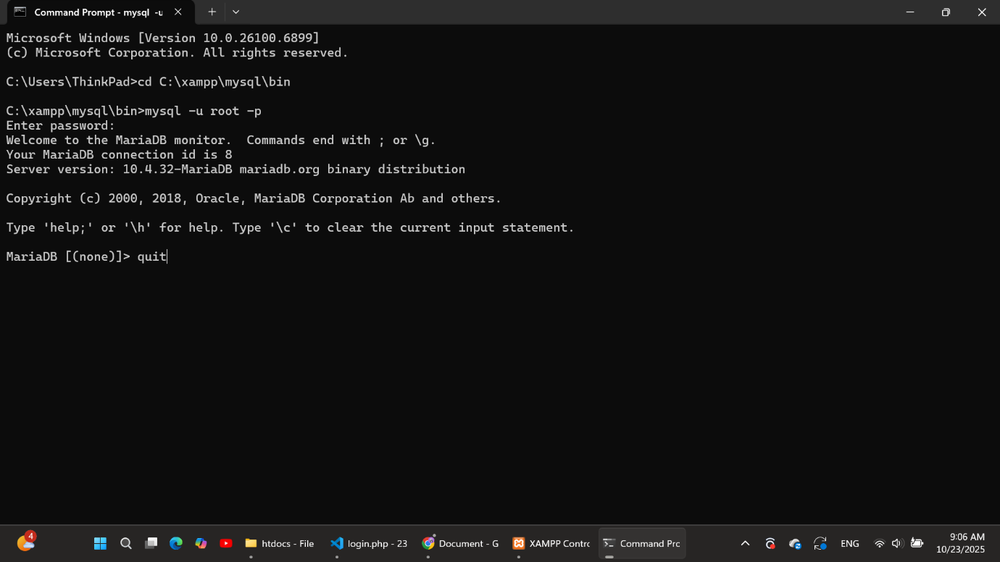 Command Prompt - mysql  -u
Microsoft Windows [Version 10.0.26100.6899]
(c) Microsoft Corporation. All rights reserved.
C:\Users\ThinkPad>cd C:\xampp\mysql\bin
C:\xampp\mysql\bin>mysql -u root -p
Enter password:
Welcome to the MariaDB monitor.  Commands end with ; or \g.
Your MariaDB connection id is 8
Server version: 10.4.32-MariaDB mariadb.org binary distribution
Copyright (c) 2000, 2018, Oracle, MariaDB Corporation Ab and others.
Type 'help;' or '\h' for help. Type '\c' to clear the current input statement.
MariaDB [(none)]> quit
4
htdocs - File
login.php - 23
Document - G
XAMPP Contro
Command Pro
ENG
9:06 AM
10/23/2025